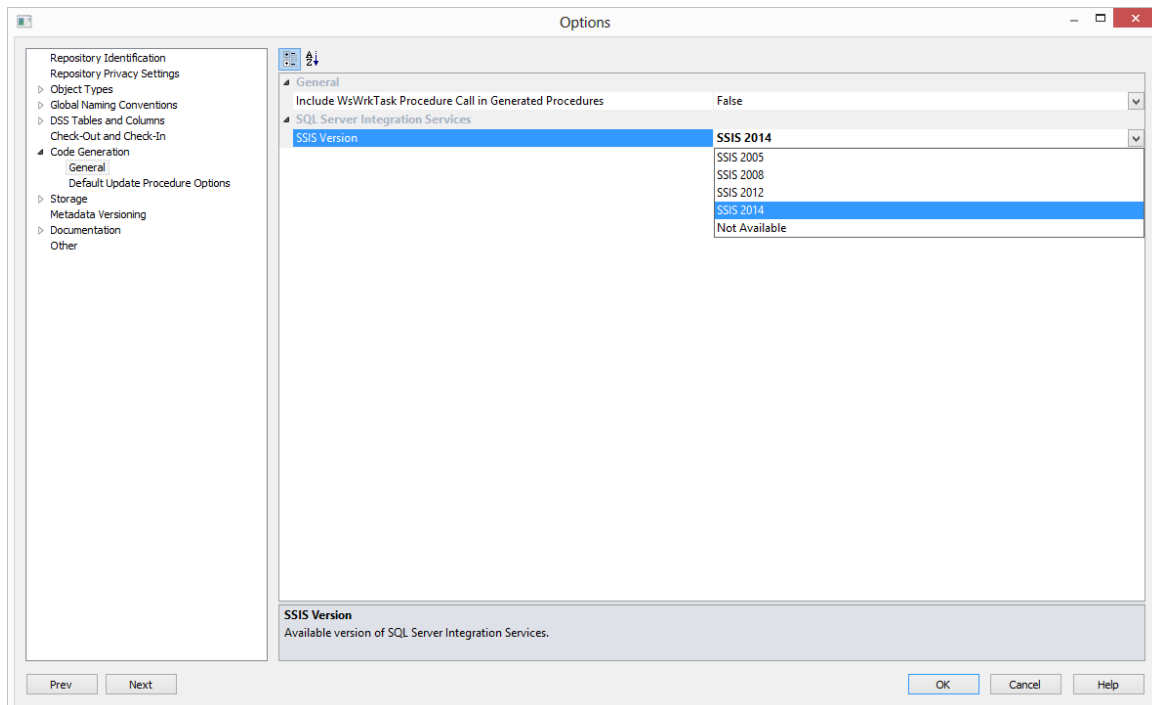 Options
Repository Identification
Repository Privacy Settings
Object Types
Global Naming Conventions
DSS Tables and Columns
Check-Out and Check-In
Code Generation
General
Default Update Procedure Options
Storage
Metadata Versioning
Documentation
Other
General
Include WsWrkTask Procedure Call in Generated Procedures False
SQL Server Integration Services
SSIS Version SSIS 2014
SSIS 2005
SSIS 2008
SSIS 2012
SSIS 2014
Not Available
SSIS Version
Available version of SQL Server Integration Services.
Prev Next OK Cancel Help